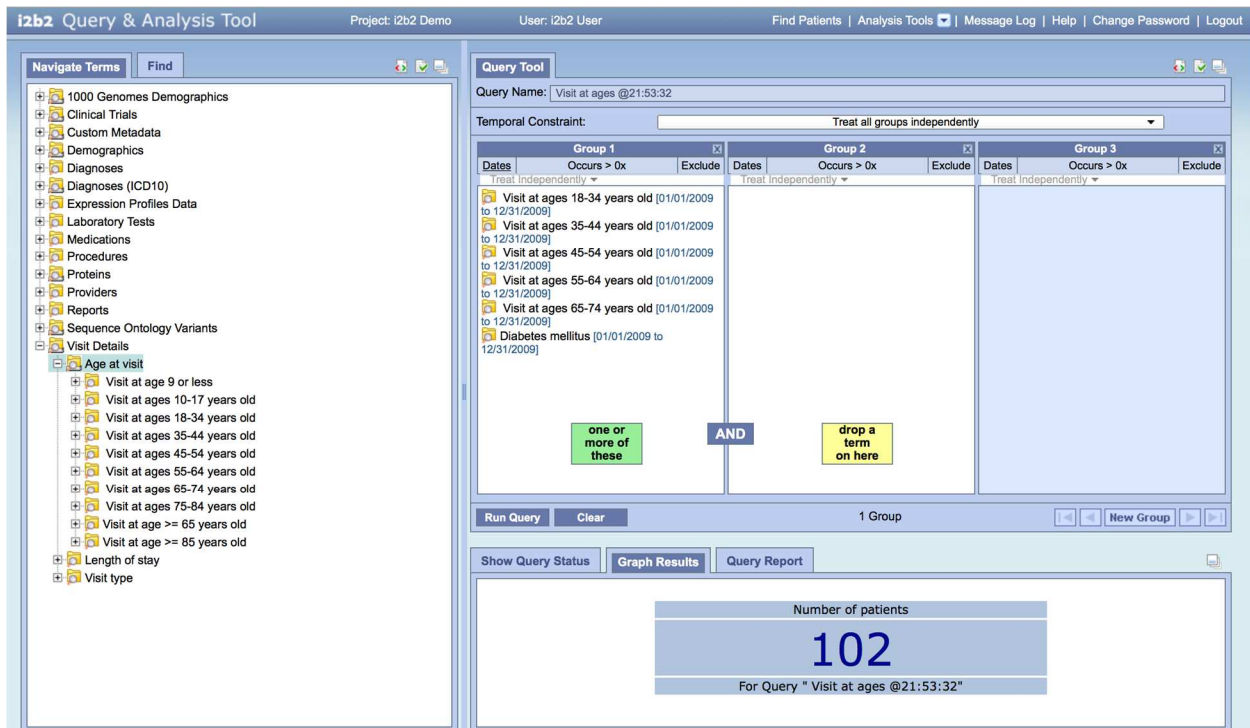 i2b2 Query & Analysis Tool
Project: i2b2 Demo
User: i2b2 User
Find Patients | Analysis Tools | Message Log | Help | Change Password | Logout
Navigate Terms
Find
1000 Genomes Demographics
Clinical Trials
Custom Metadata
Demographics
Diagnoses
Diagnoses (ICD10)
Expression Profiles Data
Laboratory Tests
Medications
Procedures
Proteins
Providers
Reports
Sequence Ontology Variants
Visit Details
Age at visit
Visit at age 9 or less
Visit at ages 10-17 years old
Visit at ages 18-34 years old
Visit at ages 35-44 years old
Visit at ages 45-54 years old
Visit at ages 55-64 years old
Visit at ages 65-74 years old
Visit at ages 75-84 years old
Visit at age >= 65 years old
Visit at age >= 85 years old
Length of stay
Visit type
Query Tool
Query Name: Visit at ages @21:53:32
Temporal Constraint: Treat all groups independently
Group 1
Dates Occurs > 0x Exclude
Treat Independently
Visit at ages 18-34 years old [01/01/2009
to 12/31/2009]
Visit at ages 35-44 years old [01/01/2009
to 12/31/2009]
Visit at ages 45-54 years old [01/01/2009
to 12/31/2009]
Visit at ages 55-64 years old [01/01/2009
to 12/31/2009]
Visit at ages 65-74 years old [01/01/2009
to 12/31/2009]
Diabetes mellitus [01/01/2009 to
12/31/2009]
one or
more of
these
AND
Group 2
Dates Occurs > 0x Exclude
Treat Independently
drop a
term
on here
Group 3
Dates Occurs > 0x Exclude
Treat Independently
Run Query
Clear
1 Group
New Group
Show Query Status
Graph Results
Query Report
Number of patients
102
For Query " Visit at ages @21:53:32"